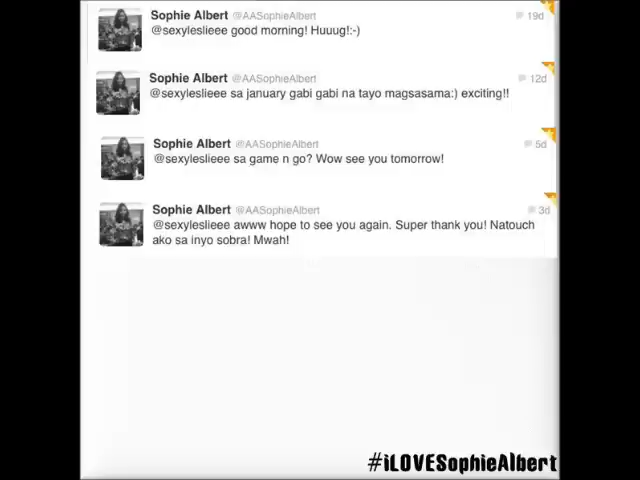 Sophie Albert @AASophieAlbert 19d
@sexyleslieee good morning! Huuug!:-)
Sophie Albert @AASophieAlbert 12d
@sexyleslieee sa january gabi gabi na tayo magsasama:) exciting!!
Sophie Albert @AASophieAlbert 5d
@sexyleslieee sa game n go? Wow see you tomorrow!
Sophie Albert @AASophieAlbert 3d
@sexyleslieee awww hope to see you again. Super thank you! Natouch
ako sa inyo sobra! Mwah!
#iLOVESophieAlbert